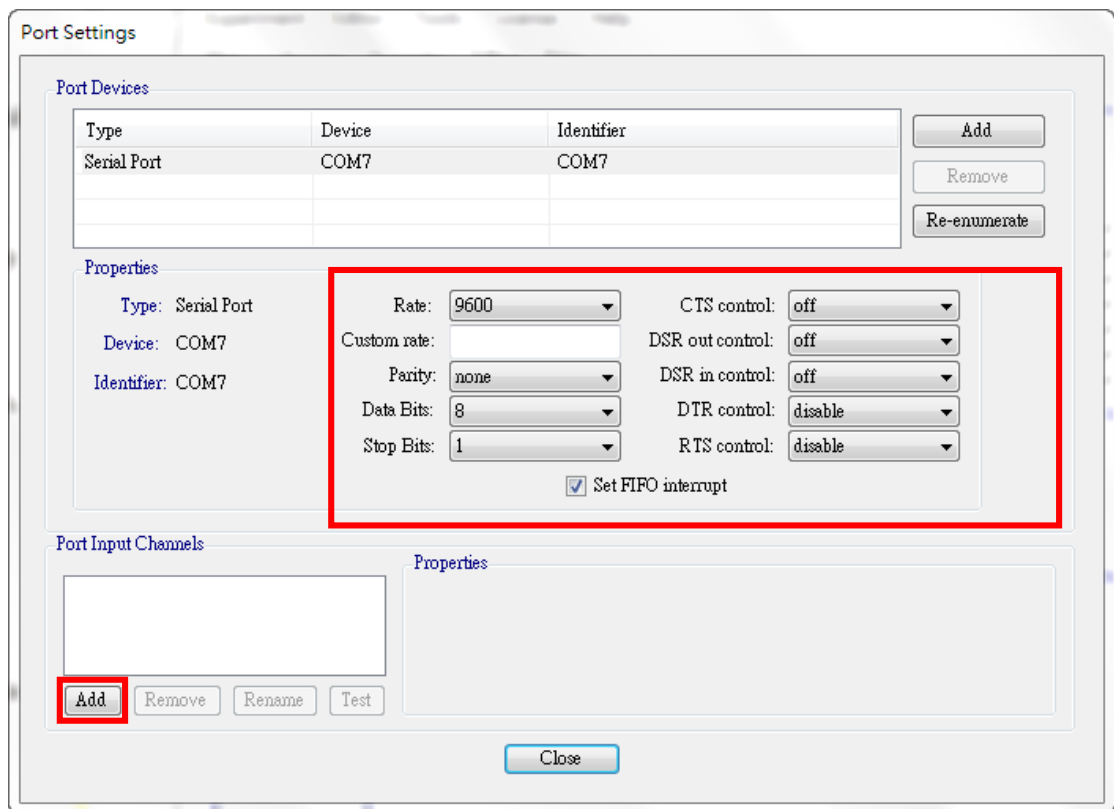 Port Settings
Port Devices
Type Device Identifier
Serial Port COM7 COM7
Add
Remove
Re-enumerate
Properties
Type: Serial Port
Device: COM7
Identifier: COM7
Rate: 9600
Custom rate:
Parity: none
Data Bits: 8
Stop Bits: 1
CTS control: off
DSR out control: off
DSR in control: off
DTR control: disable
RTS control: disable
Set FIFO interrupt
Port Input Channels
Add Remove Rename Test
Properties
Close